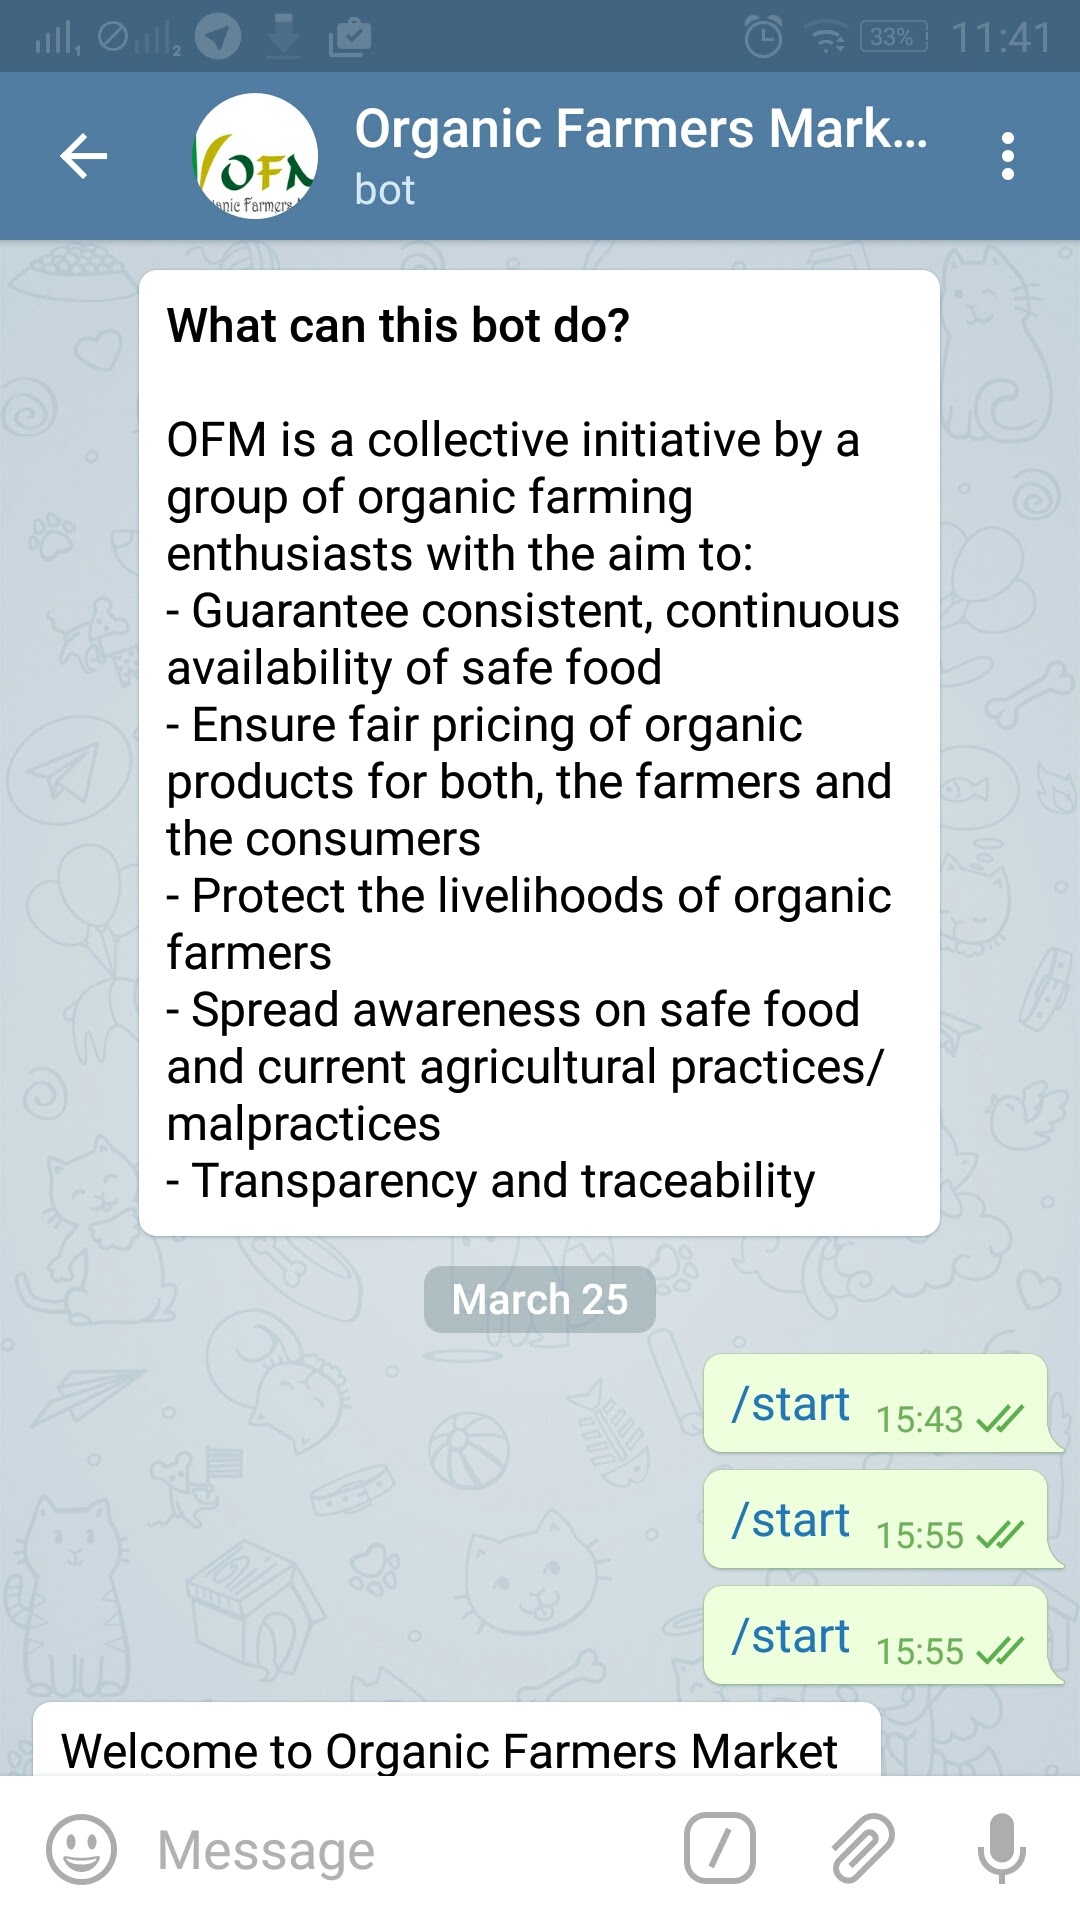 1 2 33% 11:41
Organic Farmers Mark...
bot
OFM
anic Farmers
What can this bot do?
OFM is a collective initiative by a
group of organic farming
enthusiasts with the aim to:
- Guarantee consistent, continuous
availability of safe food
- Ensure fair pricing of organic
products for both, the farmers and
the consumers
- Protect the livelihoods of organic
farmers
- Spread awareness on safe food
and current agricultural practices/
malpractices
- Transparency and traceability
March 25
/start 15:43
/start 15:55
/start 15:55
Welcome to Organic Farmers Market
Message